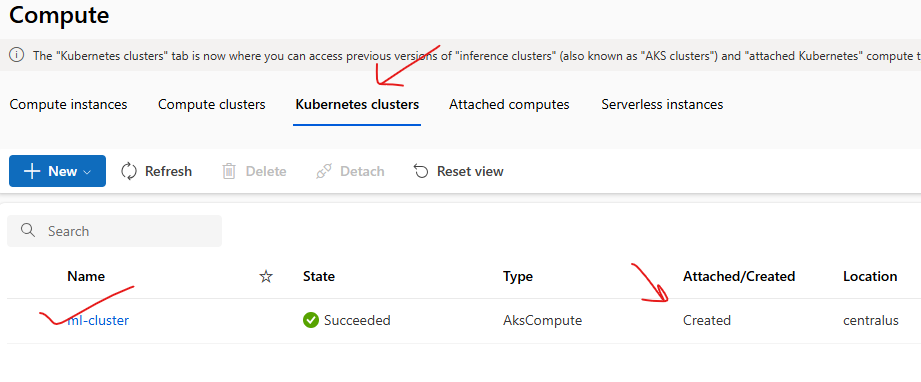 Compute
The "Kubernetes clusters" tab is now where you can access previous versions of "inference clusters" (also known as "AKS clusters") and "attached Kubernetes" compute t
Compute instances Compute clusters Kubernetes clusters Attached computes Serverless instances
New Refresh Delete Detach Reset view
Search
Name State Type Attached/Created Location
ml-cluster Succeeded AksCompute Created centralus